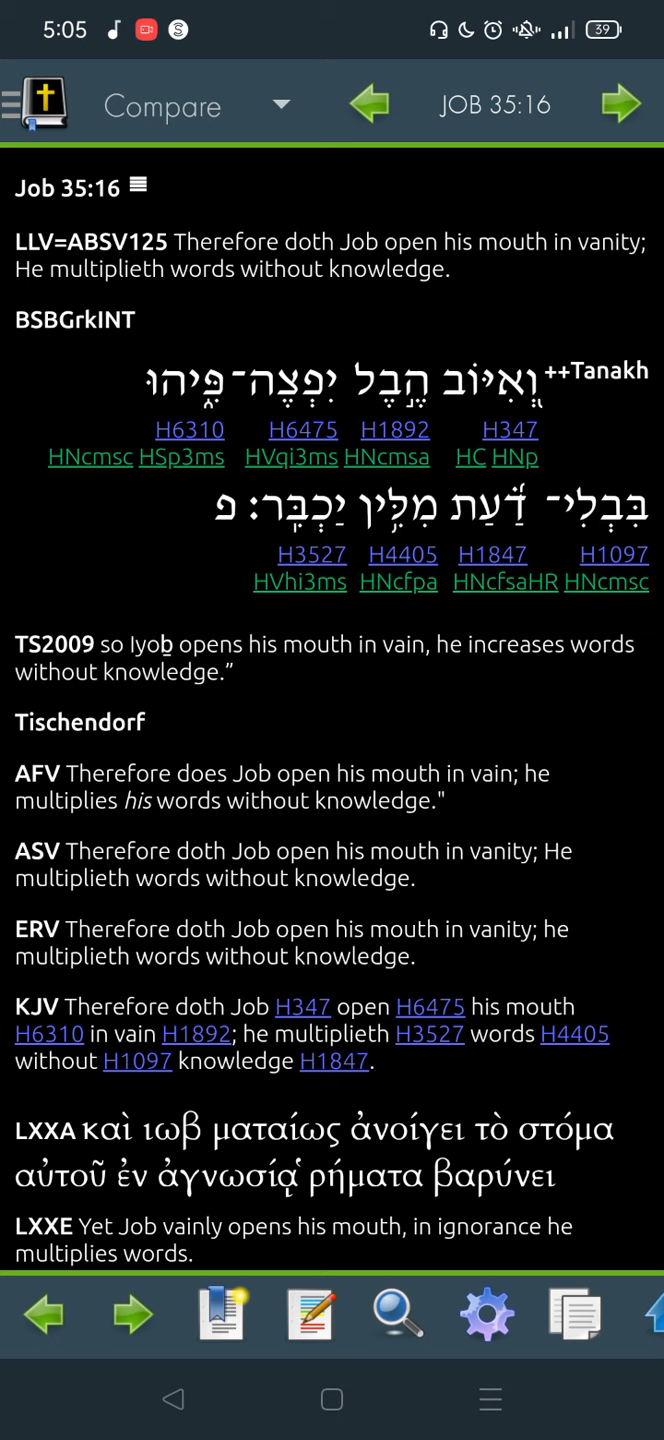 5:05
39
Compare
JOB 35:16
Job 35:16
LLV=ABSV125 Therefore doth Job open his mouth in vanity;
He multiplieth words without knowledge.
BSBGrkINT
++Tanakh וְ֭אִיּוֹב הֶ֣בֶל יִפְצֶה־ פִּ֑יהוּ
H347 H1892 H6475 H6310
HC HNp HNcmsa HVqi3ms HNcmsc HSp3ms
בִּבְלִי־ דַ֝֗עַת מִלִּ֥ין יַכְבִּֽר׃ פ
H1097 H1847 H4405 H3527
HNcmsc HNcfsaHR HNcfpa HVhi3ms
TS2009 so Iyoḇ opens his mouth in vain, he increases words
without knowledge.”
Tischendorf
AFV Therefore does Job open his mouth in vain; he
multiplies his words without knowledge."
ASV Therefore doth Job open his mouth in vanity; He
multiplieth words without knowledge.
ERV Therefore doth Job open his mouth in vanity; he
multiplieth words without knowledge.
KJV Therefore doth Job H347 open H6475 his mouth
H6310 in vain H1892; he multiplieth H3527 words H4405
without H1097 knowledge H1847.
LXXA καὶ ιωβ ματαίως ἀνοίγει τὸ στόμα
αὐτοῦ ἐν ἀγνωσίᾳ ῥήματα βαρύνει
LXXE Yet Job vainly opens his mouth, in ignorance he
multiplies words.